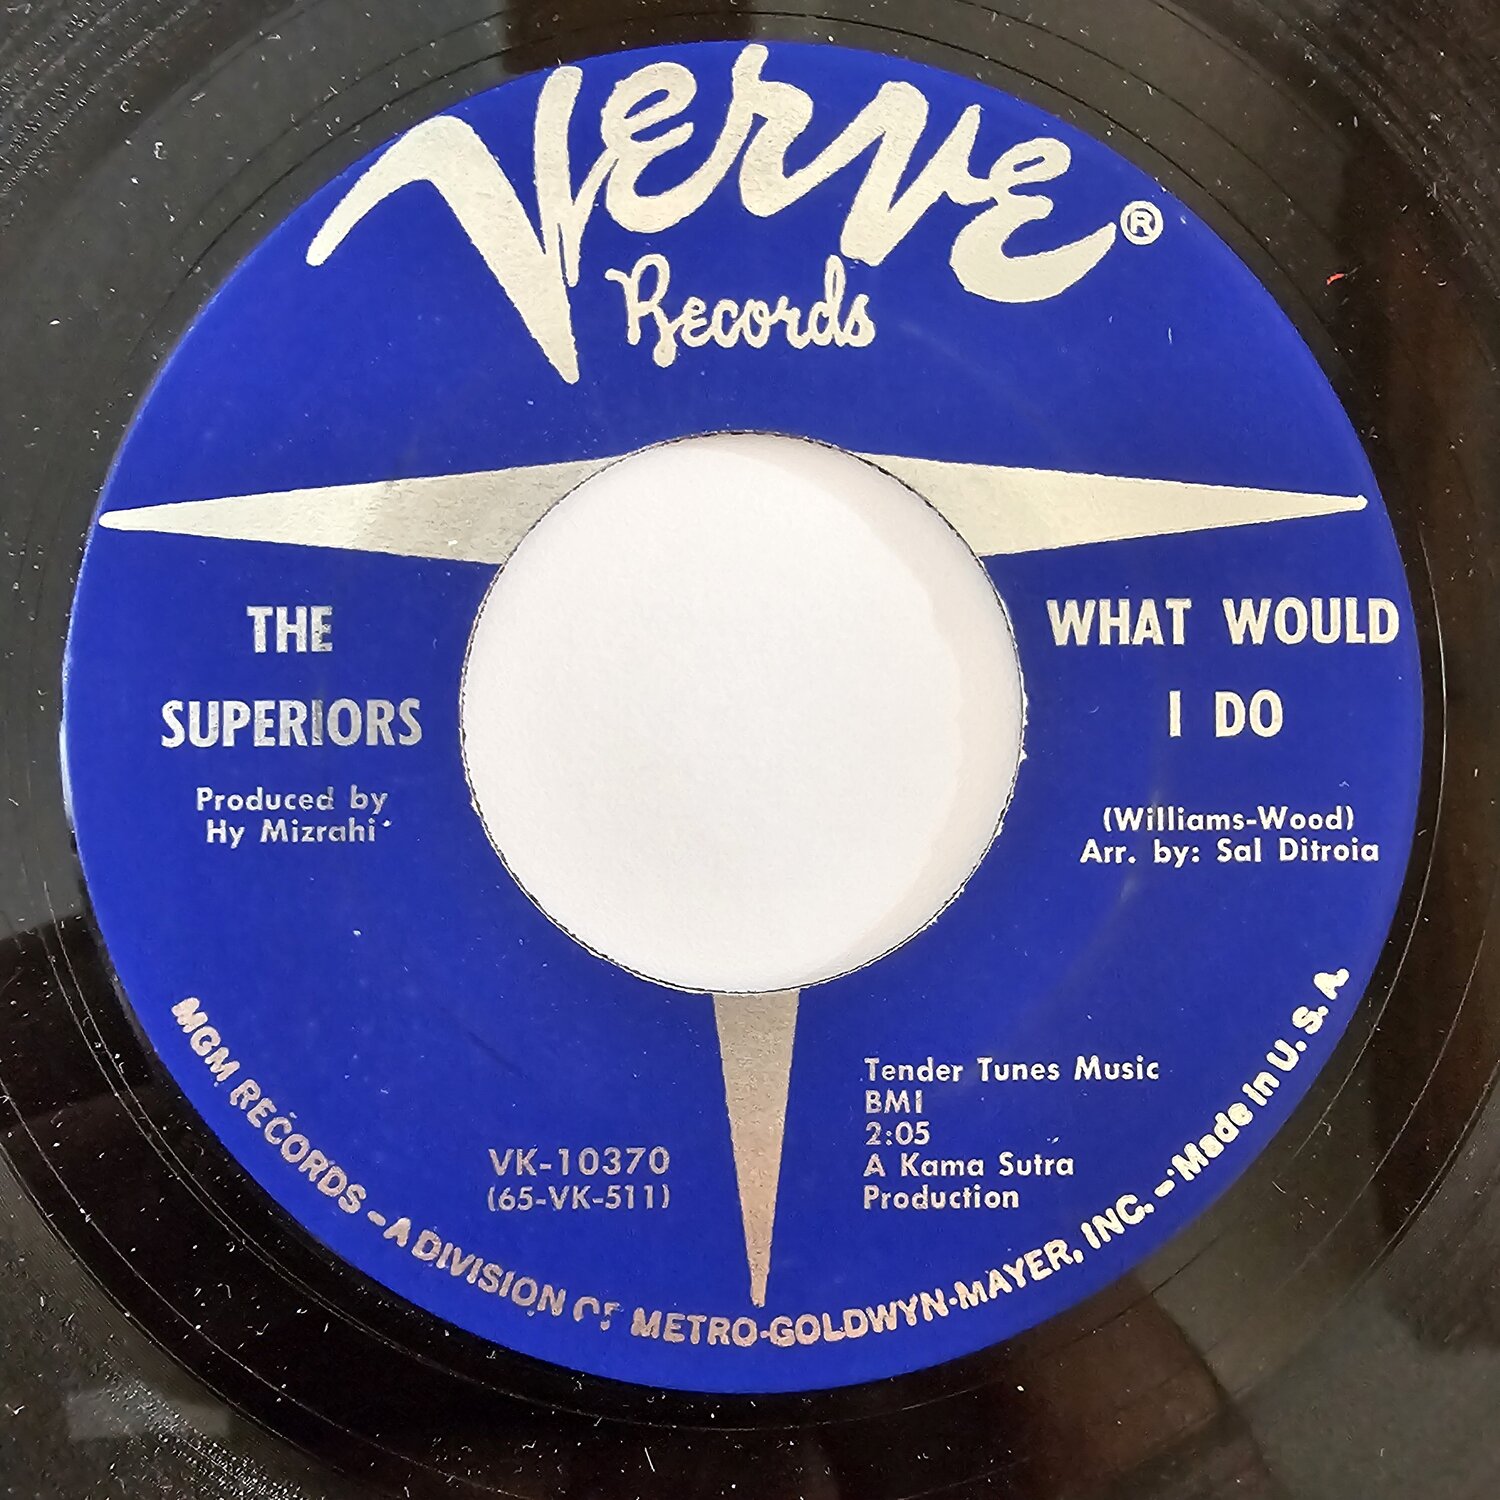 Verve ®
Records
THE
SUPERIORS
Produced by
Hy Mizrahi
WHAT WOULD
I DO
(Williams-Wood)
Arr. by: Sal Ditroia
VK-10370
(65-VK-511)
Tender Tunes Music
BMI
2:05
A Kama Sutra
Production
MGM RECORDS - A DIVISION OF METRO-GOLDWYN-MAYER, INC. - Made in U. S. A.